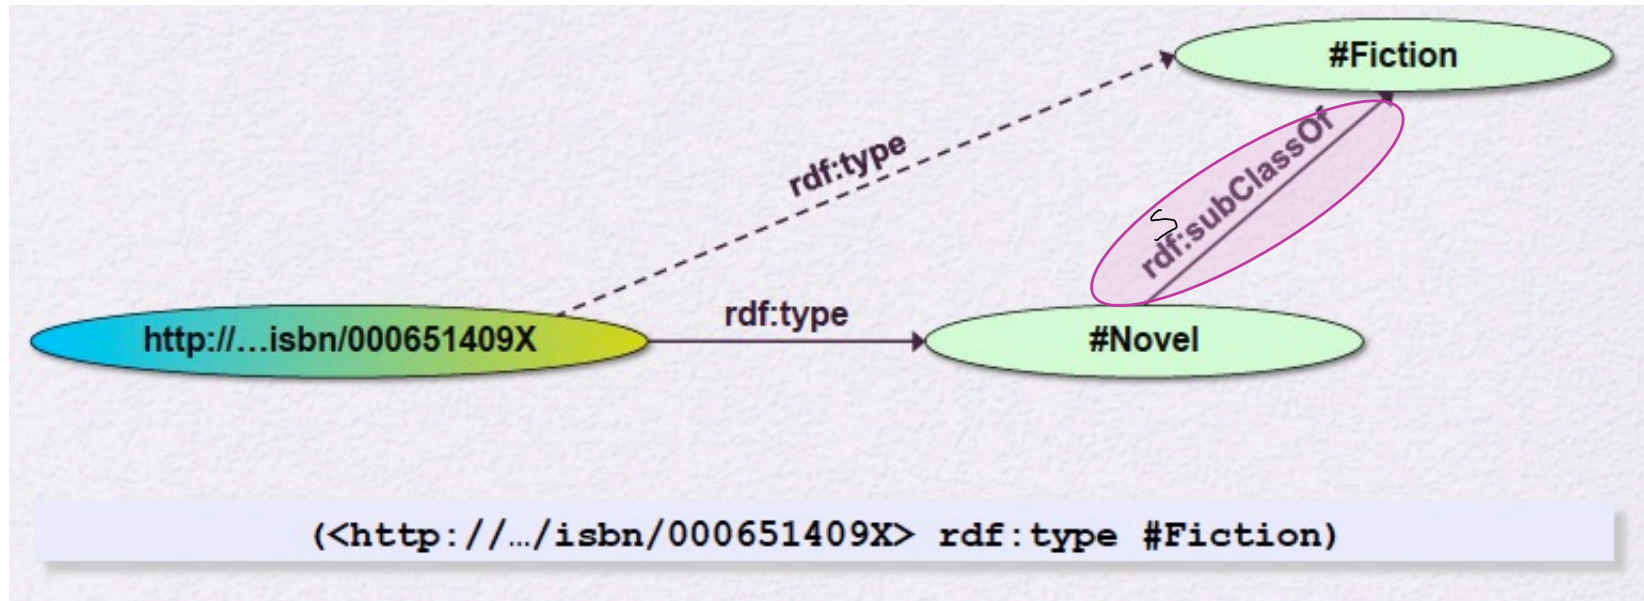 #Fiction
rdf:type
rdf:subClassOf
S
rdf:type
http://...isbn/000651409X
#Novel
(<http://…/isbn/000651409X> rdf:type #Fiction)